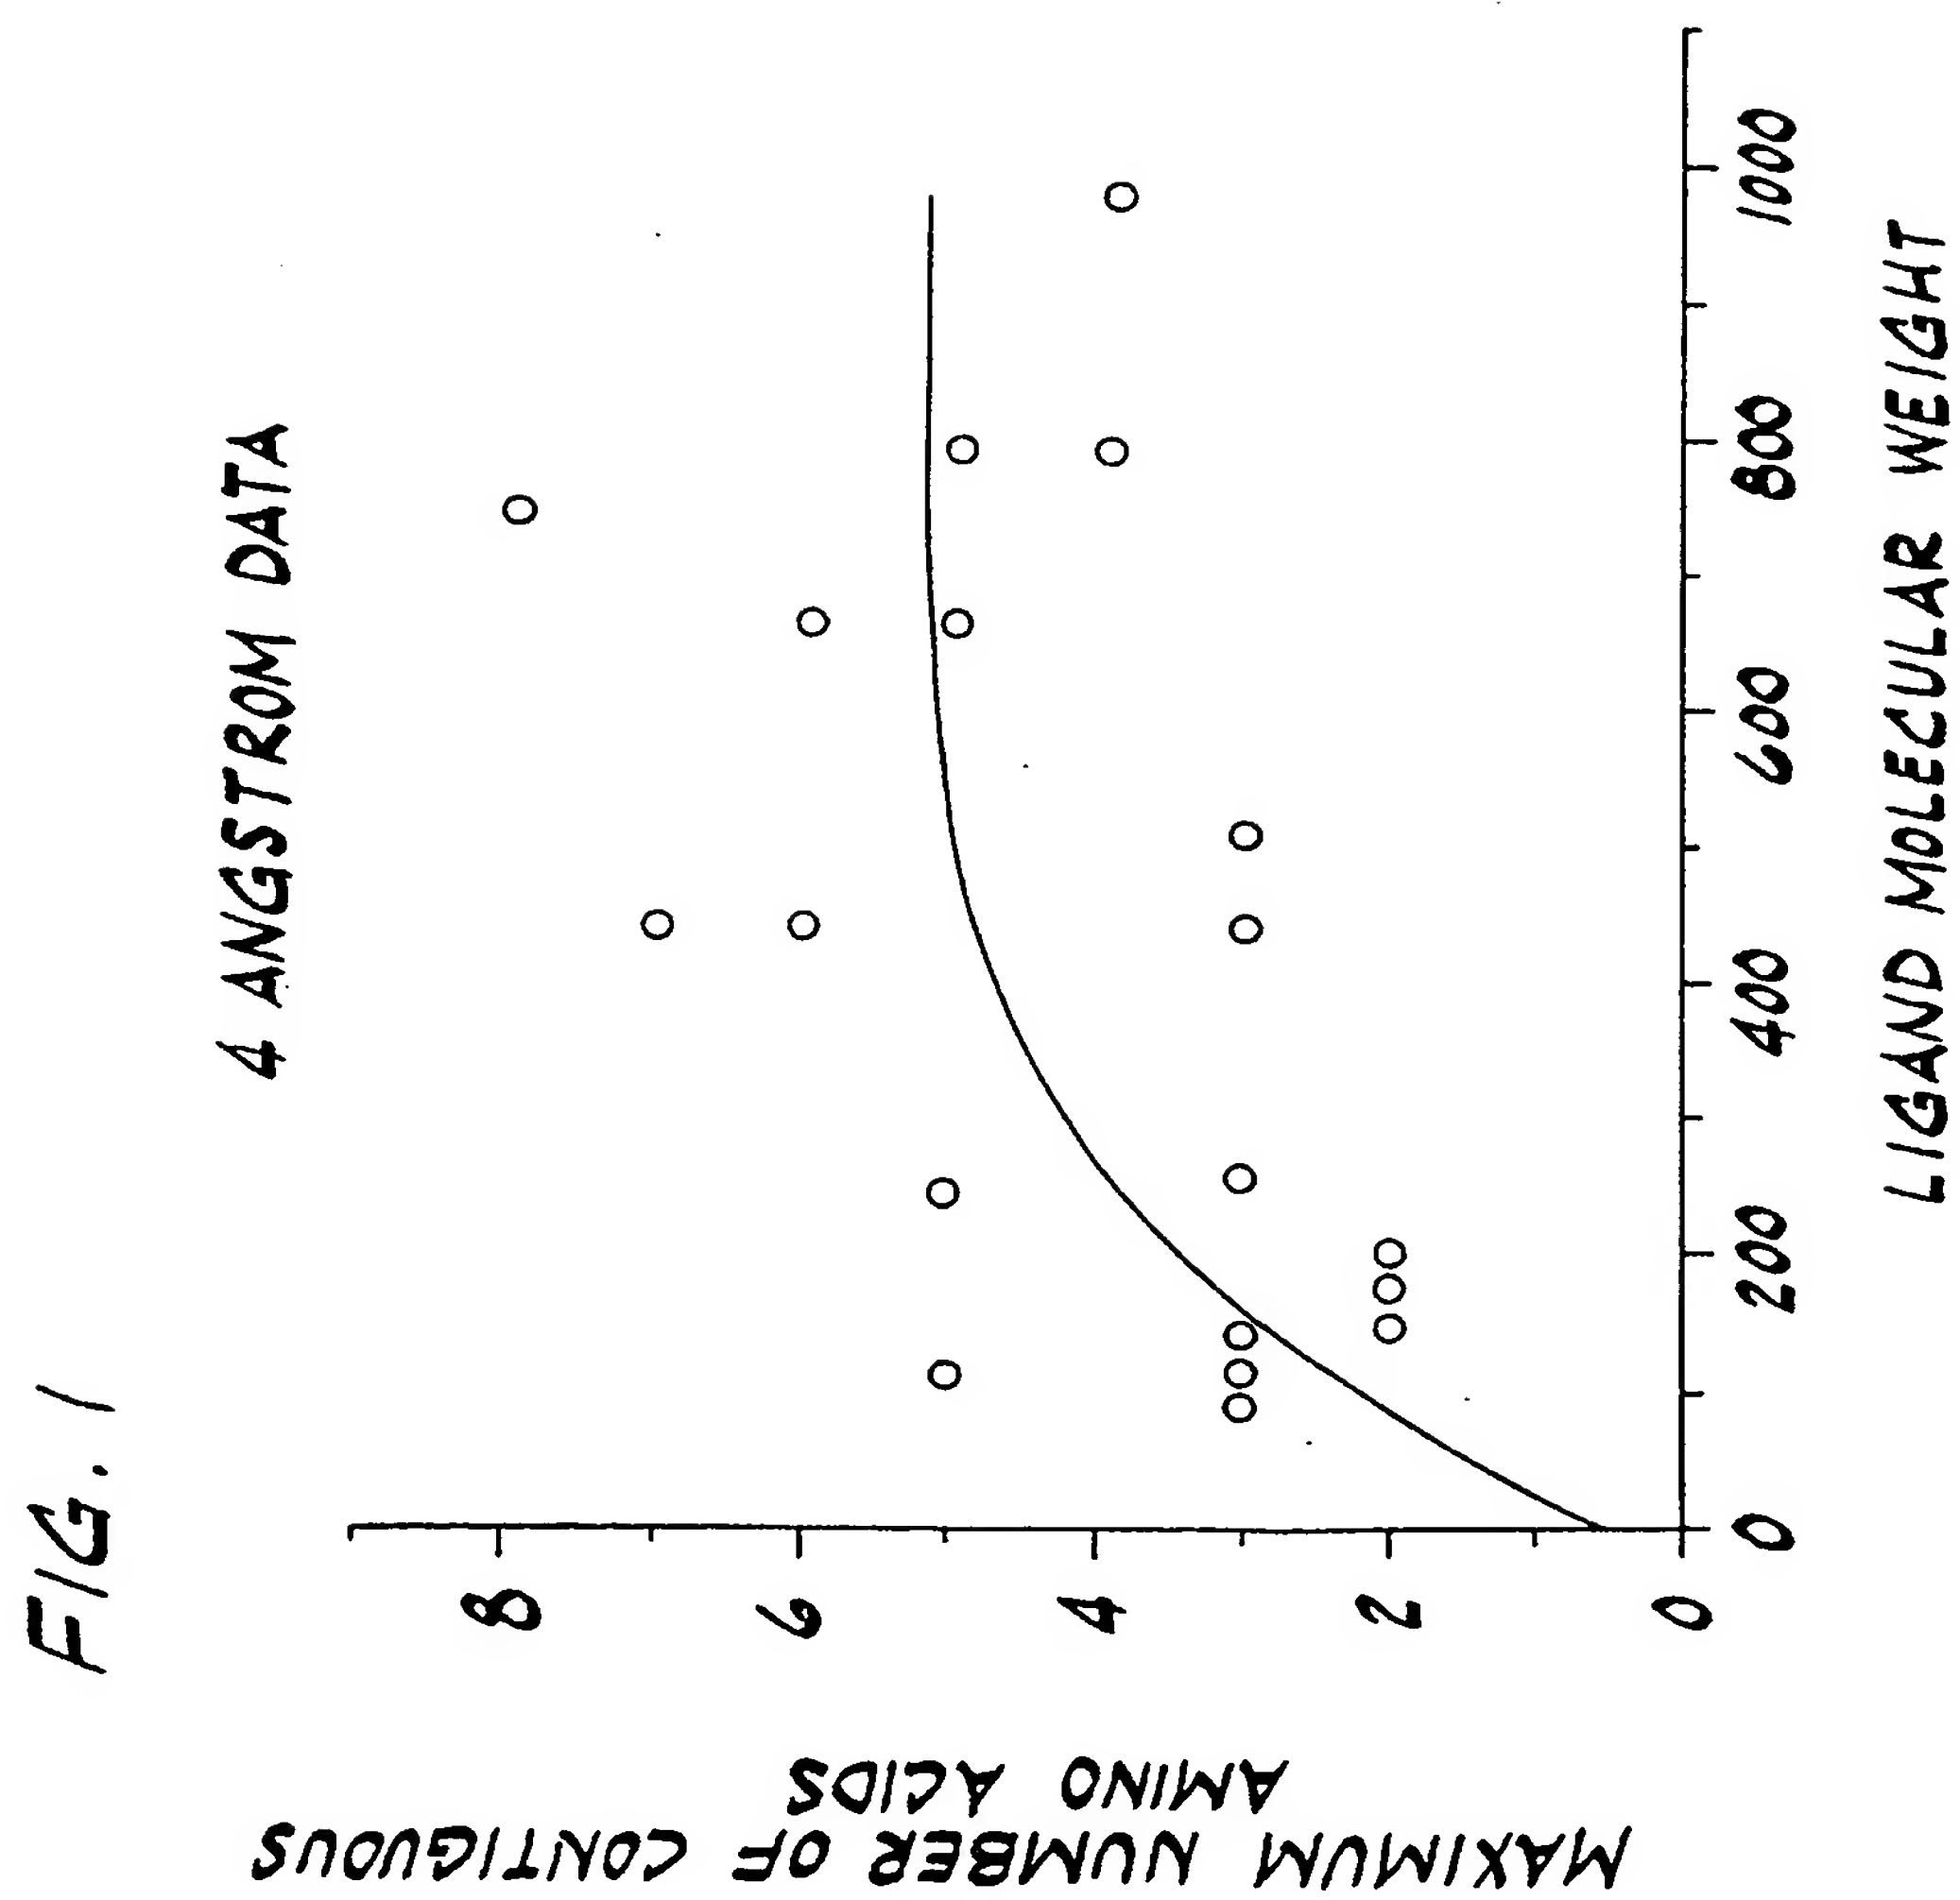 FIG. 1
4 ANGSTROM DATA
MAXIMUM NUMBER OF CONTIGUOUS
AMINO ACIDS
8
6
4
2
0
0 200 400 600 800 1000
LIGAND MOLECULAR WEIGHT